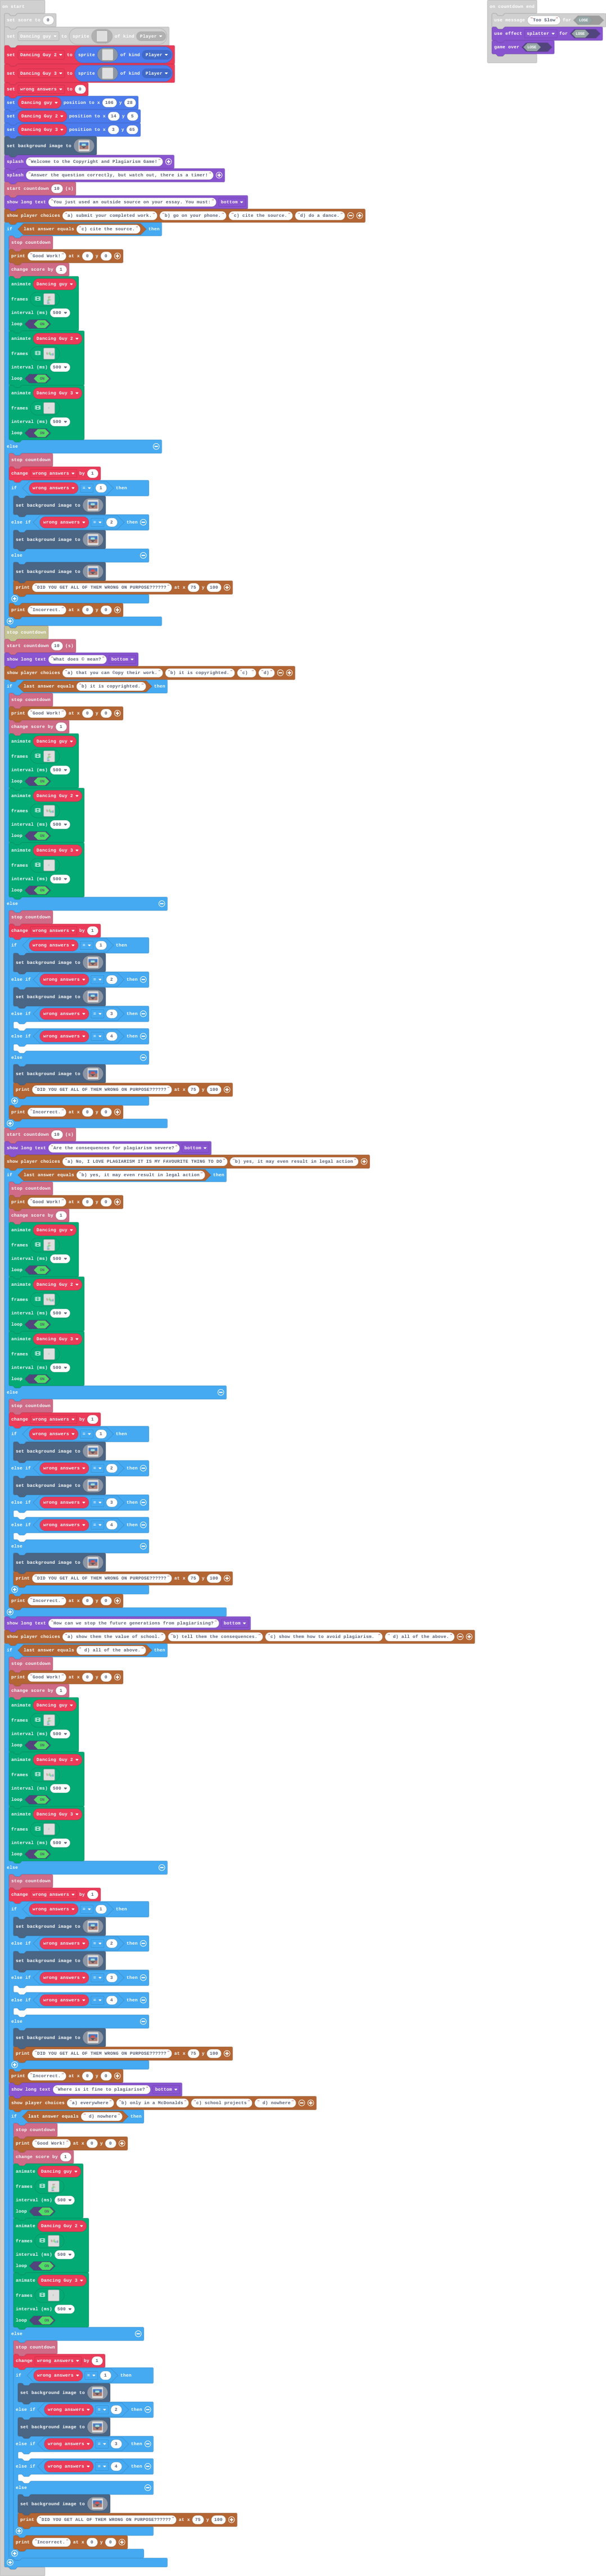 on start
set score to 0
set Dancing guy to sprite of kind Player
set Dancing Guy 2 to sprite of kind Player
set Dancing Guy 3 to sprite of kind Player
set wrong answers to 0
set Dancing guy position to x 106 y 20
set Dancing Guy 2 position to x 14 y 5
set Dancing Guy 3 position to x 3 y 65
set background image to
splash "Welcome to the Copyright and Plagiarism Game!"
splash "Answer the question correctly, but watch out, there is a timer!"
start countdown 10 (s)
show long text "You just used an outside source on your essay. You must:" bottom
show player choices "a) submit your completed work." "b) go on your phone." "c) cite the source." "d) do a dance."
if last answer equals "c) cite the source." then
stop countdown
print "Good Work!" at x 0 y 0
change score by 1
animate Dancing guy
frames
interval (ms) 500
loop
animate Dancing Guy 2
frames
interval (ms) 500
loop
animate Dancing Guy 3
frames
interval (ms) 500
loop
else
stop countdown
change wrong answers by 1
if wrong answers = 1 then
set background image to
else if wrong answers = 2 then
set background image to
else
set background image to
print "DID YOU GET ALL OF THEM WRONG ON PURPOSE??????" at x 75 y 100
print "Incorrect." at x 0 y 0
stop countdown
start countdown 10 (s)
show long text "What does © mean?" bottom
show player choices "a) that you can copy their work." "b) it is copyrighted." "c) " "d)"
if last answer equals "b) it is copyrighted." then
stop countdown
print "Good Work!" at x 0 y 0
change score by 1
animate Dancing guy
frames
interval (ms) 500
loop
animate Dancing Guy 2
frames
interval (ms) 500
loop
animate Dancing Guy 3
frames
interval (ms) 500
loop
else
stop countdown
change wrong answers by 1
if wrong answers = 1 then
set background image to
else if wrong answers = 2 then
set background image to
else if wrong answers = 3 then
else if wrong answers = 4 then
else
set background image to
print "DID YOU GET ALL OF THEM WRONG ON PURPOSE??????" at x 75 y 100
print "Incorrect." at x 0 y 0
start countdown 10 (s)
show long text "Are the consequences for plagiarism severe?" bottom
show player choices "a) No, I LOVE PLAGIARISM IT IS MY FAVOURITE THING TO DO" "b) yes, it may even result in legal action"
if last answer equals "b) yes, it may even result in legal action" then
stop countdown
print "Good Work!" at x 0 y 0
change score by 1
animate Dancing guy
frames
interval (ms) 500
loop
animate Dancing Guy 2
frames
interval (ms) 500
loop
animate Dancing Guy 3
frames
interval (ms) 500
loop
else
stop countdown
change wrong answers by 1
if wrong answers = 1 then
set background image to
else if wrong answers = 2 then
set background image to
else if wrong answers = 3 then
else if wrong answers = 4 then
else
set background image to
print "DID YOU GET ALL OF THEM WRONG ON PURPOSE??????" at x 75 y 100
print "Incorrect." at x 0 y 0
show long text "How can we stop the future generations from plagiarising?" bottom
show player choices "a) show them the value of school." "b) tell them the consequences." "c) show them how to avoid plagiarism. " " d) all of the above."
if last answer equals " d) all of the above." then
stop countdown
print "Good Work!" at x 0 y 0
change score by 1
animate Dancing guy
frames
interval (ms) 500
loop
animate Dancing Guy 2
frames
interval (ms) 500
loop
animate Dancing Guy 3
frames
interval (ms) 500
loop
else
stop countdown
change wrong answers by 1
if wrong answers = 1 then
set background image to
else if wrong answers = 2 then
set background image to
else if wrong answers = 3 then
else if wrong answers = 4 then
else
set background image to
print "DID YOU GET ALL OF THEM WRONG ON PURPOSE??????" at x 75 y 100
print "Incorrect." at x 0 y 0
show long text "Where is it fine to plagiarise?" bottom
show player choices "a) everywhere" "b) only in a McDonalds" "c) school projects" " d) nowhere"
if last answer equals " d) nowhere" then
stop countdown
print "Good Work!" at x 0 y 0
change score by 1
animate Dancing guy
frames
interval (ms) 500
loop
animate Dancing Guy 2
frames
interval (ms) 500
loop
animate Dancing Guy 3
frames
interval (ms) 500
loop
else
stop countdown
change wrong answers by 1
if wrong answers = 1 then
set background image to
else if wrong answers = 2 then
set background image to
else if wrong answers = 3 then
else if wrong answers = 4 then
else
set background image to
print "DID YOU GET ALL OF THEM WRONG ON PURPOSE??????" at x 75 y 100
print "Incorrect." at x 0 y 0
on countdown end
use message "Too Slow" for LOSE
use effect splatter for LOSE
game over LOSE